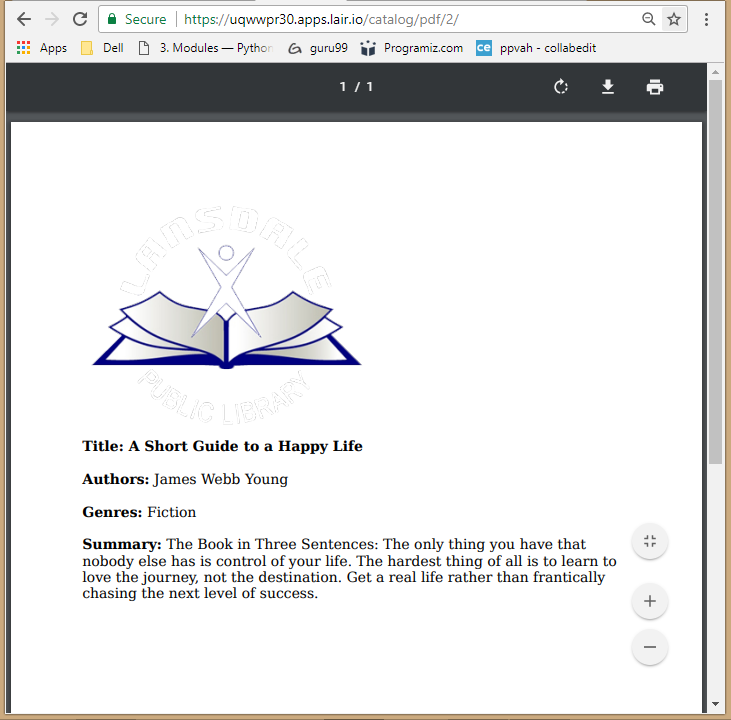 Secure https://uqwwpr30.apps.lair.io/catalog/pdf/2/
Apps Dell 3. Modules — Python guru99 Programiz.com ce ppvah - collabedit
1 / 1
LANSDALE
PUBLIC LIBRARY
Title: A Short Guide to a Happy Life
Authors: James Webb Young
Genres: Fiction
Summary: The Book in Three Sentences: The only thing you have that
nobody else has is control of your life. The hardest thing of all is to learn to
love the journey, not the destination. Get a real life rather than frantically
chasing the next level of success.